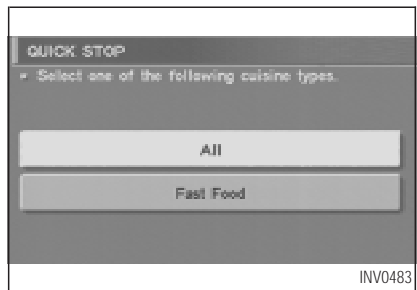 QUICK STOP
Select one of the following cuisine types.
All
Fast Food
INV0483